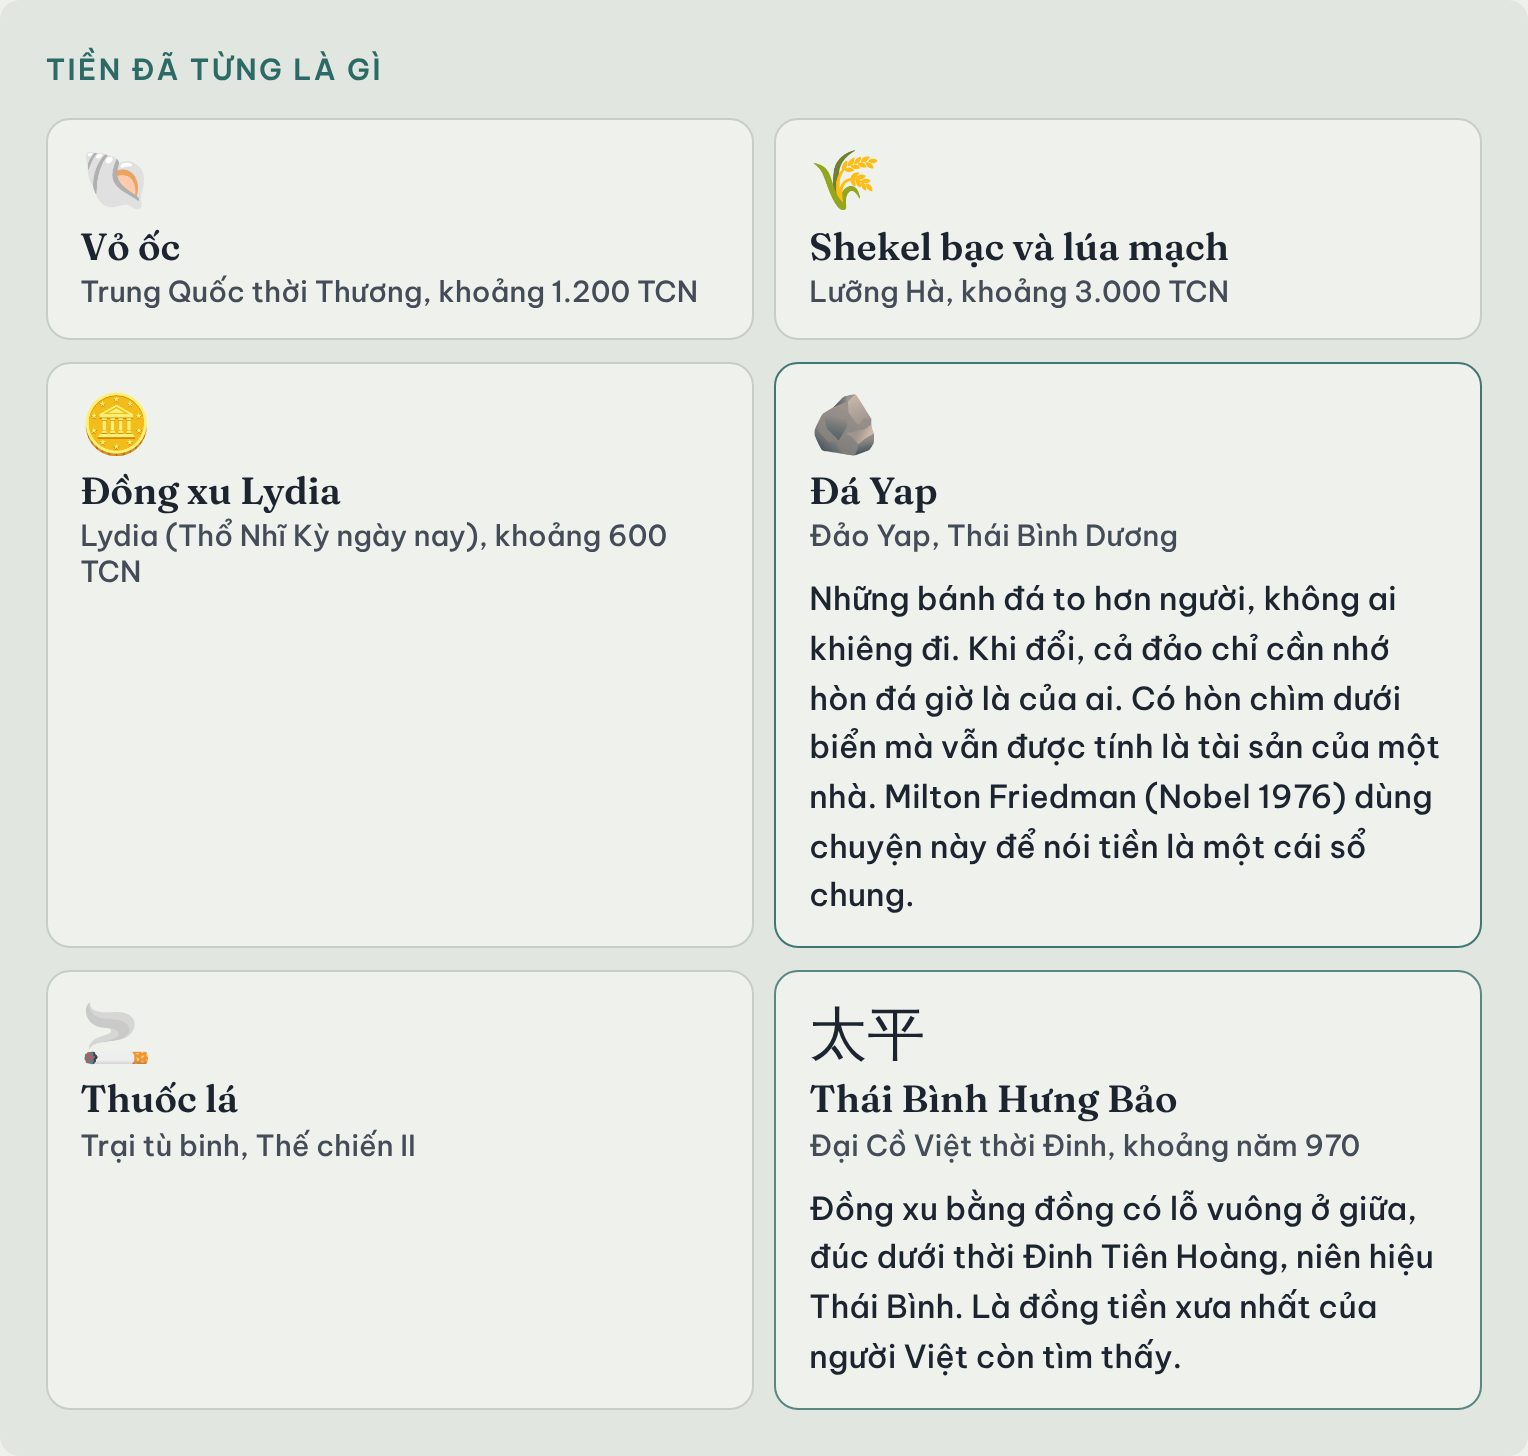 TIỀN ĐÃ TỪNG LÀ GÌ
Vỏ ốc
Trung Quốc thời Thương, khoảng 1.200 TCN
Shekel bạc và lúa mạch
Lưỡng Hà, khoảng 3.000 TCN
Đồng xu Lydia
Lydia (Thổ Nhĩ Kỳ ngày nay), khoảng 600
TCN
Đá Yap
Đảo Yap, Thái Bình Dương
Những bánh đá to hơn người, không ai
khiêng đi. Khi đổi, cả đảo chỉ cần nhớ
hòn đá giờ là của ai. Có hòn chìm dưới
biển mà vẫn được tính là tài sản của một
nhà. Milton Friedman (Nobel 1976) dùng
chuyện này để nói tiền là một cái sổ
chung.
Thuốc lá
Trại tù binh, Thế chiến II
太平
Thái Bình Hưng Bảo
Đại Cồ Việt thời Đinh, khoảng năm 970
Đồng xu bằng đồng có lỗ vuông ở giữa,
đúc dưới thời Đinh Tiên Hoàng, niên hiệu
Thái Bình. Là đồng tiền xưa nhất của
người Việt còn tìm thấy.